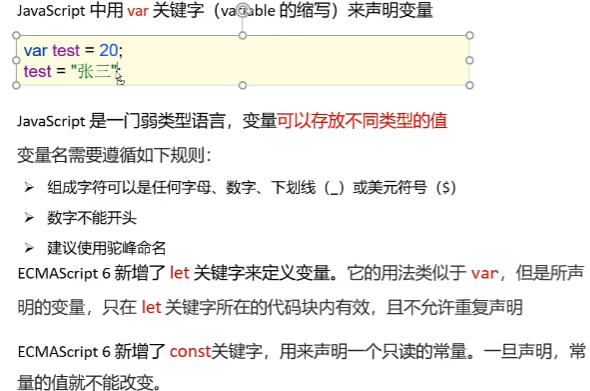 JavaScript 中用 var 关键字（variable 的缩写）来声明变量
var test = 20;
test = "张三";
JavaScript 是一门弱类型语言，变量可以存放不同类型的值
变量名需要遵循如下规则：
➢ 组成字符可以是任何字母、数字、下划线（_）或美元符号（$）
➢ 数字不能开头
➢ 建议使用驼峰命名
ECMAScript 6 新增了 let 关键字来定义变量。它的用法类似于 var，但是所声
明的变量，只在 let 关键字所在的代码块内有效，且不允许重复声明
ECMAScript 6 新增了 const关键字，用来声明一个只读的常量。一旦声明，常
量的值就不能改变。